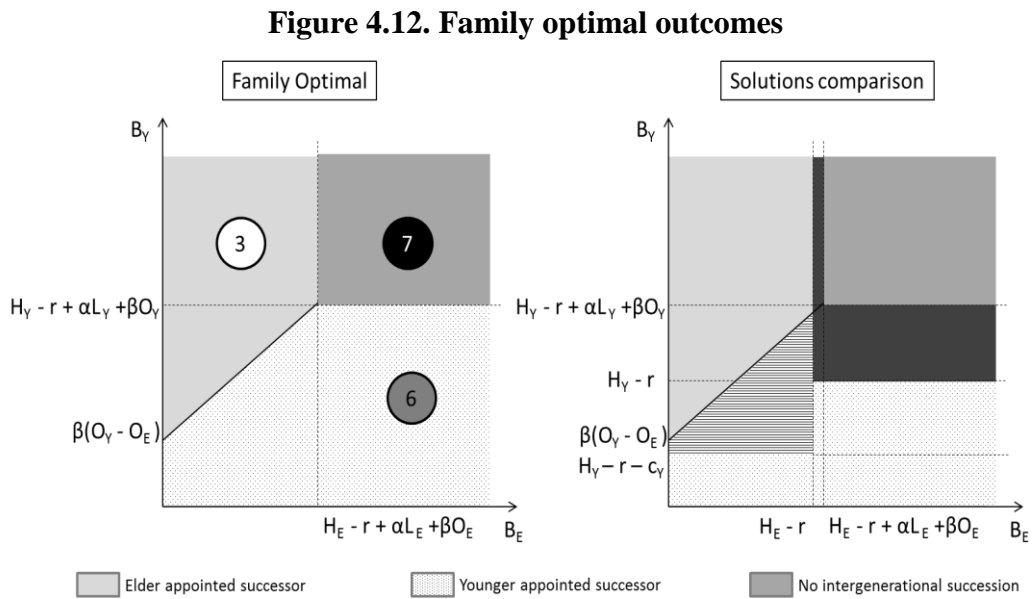 Figure 4.12. Family optimal outcomes
Family Optimal
B_Y
3
7
H_Y - r + αL_Y +βO_Y
6
β(O_Y - O_E)
H_E - r + αL_E +βO_E
B_E
Solutions comparison
B_Y
H_Y - r + αL_Y +βO_Y
H_Y - r
β(O_Y - O_E)
H_Y – r – c_Y
H_E - r
H_E - r + αL_E +βO_E
B_E
Elder appointed successor
Younger appointed successor
No intergenerational succession